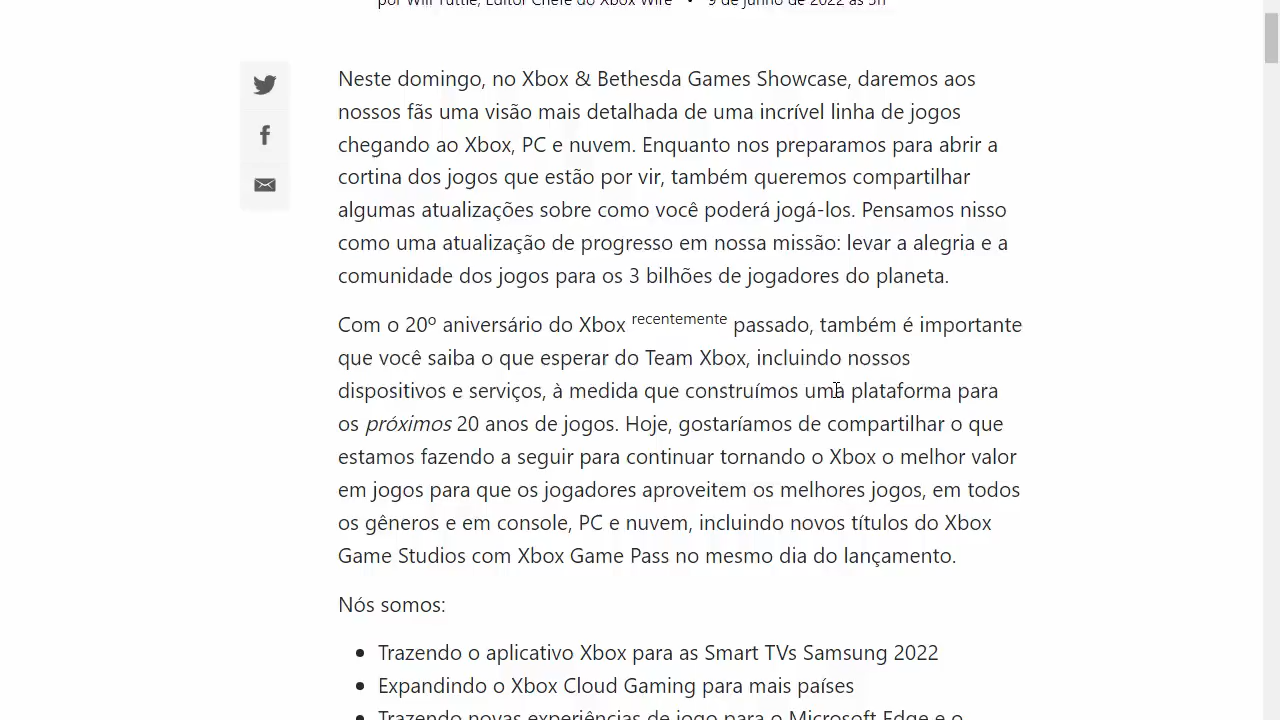 por Will Tuttle, Editor Chefe do Xbox Wire • 9 de junho de 2022 às 5h
Neste domingo, no Xbox & Bethesda Games Showcase, daremos aos
nossos fãs uma visão mais detalhada de uma incrível linha de jogos
chegando ao Xbox, PC e nuvem. Enquanto nos preparamos para abrir a
cortina dos jogos que estão por vir, também queremos compartilhar
algumas atualizações sobre como você poderá jogá-los. Pensamos nisso
como uma atualização de progresso em nossa missão: levar a alegria e a
comunidade dos jogos para os 3 bilhões de jogadores do planeta.
Com o 20º aniversário do Xbox recentemente passado, também é importante
que você saiba o que esperar do Team Xbox, incluindo nossos
dispositivos e serviços, à medida que construímos uma plataforma para
os próximos 20 anos de jogos. Hoje, gostaríamos de compartilhar o que
estamos fazendo a seguir para continuar tornando o Xbox o melhor valor
em jogos para que os jogadores aproveitem os melhores jogos, em todos
os gêneros e em console, PC e nuvem, incluindo novos títulos do Xbox
Game Studios com Xbox Game Pass no mesmo dia do lançamento.
Nós somos:
• Trazendo o aplicativo Xbox para as Smart TVs Samsung 2022
• Expandindo o Xbox Cloud Gaming para mais países
• Trazendo novas experiências de jogo para o Microsoft Edge e o